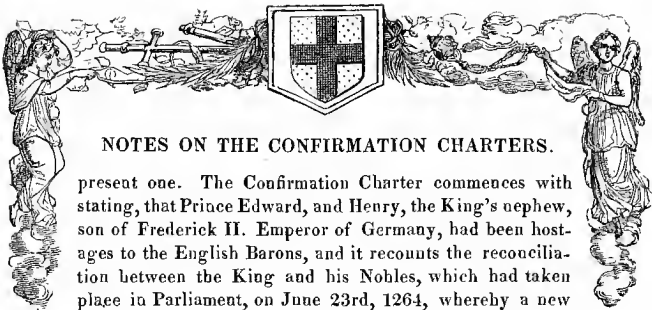 NOTES ON THE CONFIRMATION CHARTERS.
present one. The Confirmation Charter commences with
stating, that Prince Edward, and Henry, the King's nephew,
son of Frederick II. Emperor of Germany, had been host-
ages to the English Barons, and it recounts the reconcilia-
tion between the King and his Nobles, which had taken
place in Parliament, on June 23rd, 1264, whereby a new